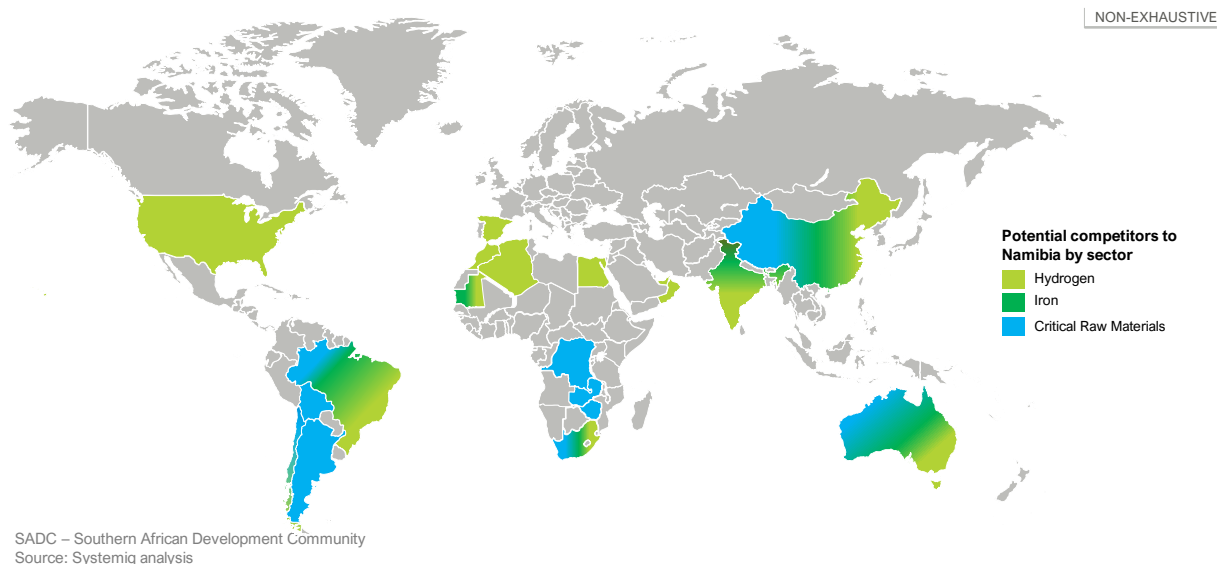 NON-EXHAUSTIVE
Potential competitors to
Namibia by sector
Hydrogen
Iron
Critical Raw Materials
SADC – Southern African Development Community
Source: Systemiq analysis